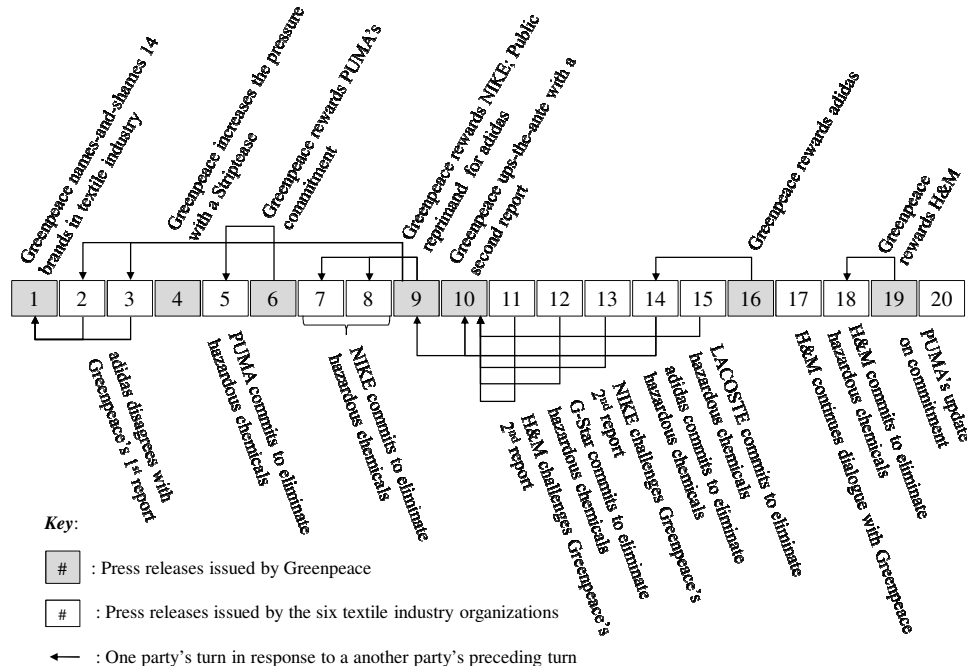 Greenpeace names-and-shames 14
brands in textile industry
Greenpeace increases the pressure
with a Striptease
Greenpeace rewards PUMA's
commitment
Greenpeace rewards NIKE; Public
reprimand for adidas
Greenpeace ups-the-ante with a
second report
Greenpeace rewards adidas
Greenpeace
rewards H&M
1 2 3 4 5 6 7 8 9 10 11 12 13 14 15 16 17 18 19 20
adidas disagrees with
Greenpeace's 1st report
PUMA commits to eliminate
hazardous chemicals
NIKE commits to eliminate
hazardous chemicals
H&M challenges Greenpeace's
2nd report
G-Star commits to eliminate
hazardous chemicals
NIKE challenges Greenpeace's
2nd report
adidas commits to eliminate
hazardous chemicals
LACOSTE commits to eliminate
hazardous chemicals
H&M continues dialogue with Greenpeace
H&M commits to eliminate
hazardous chemicals
PUMA's update
on commitment
Key:
# : Press releases issued by Greenpeace
# : Press releases issued by the six textile industry organizations
: One party's turn in response to a another party's preceding turn